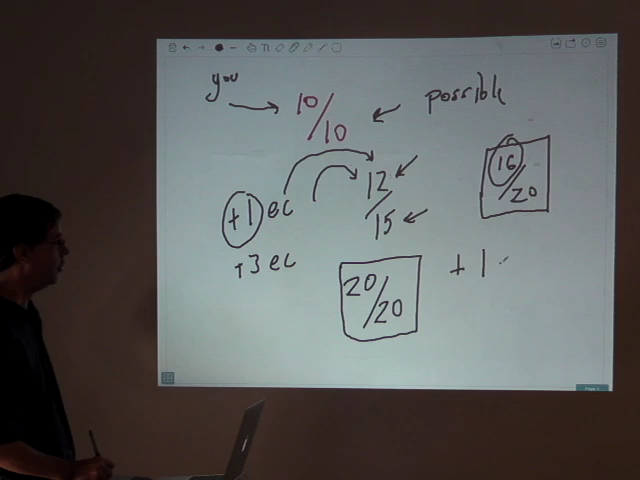 you
10/10
possible
12/15
16/20
+1 ec
+3 ec
20/20
+1